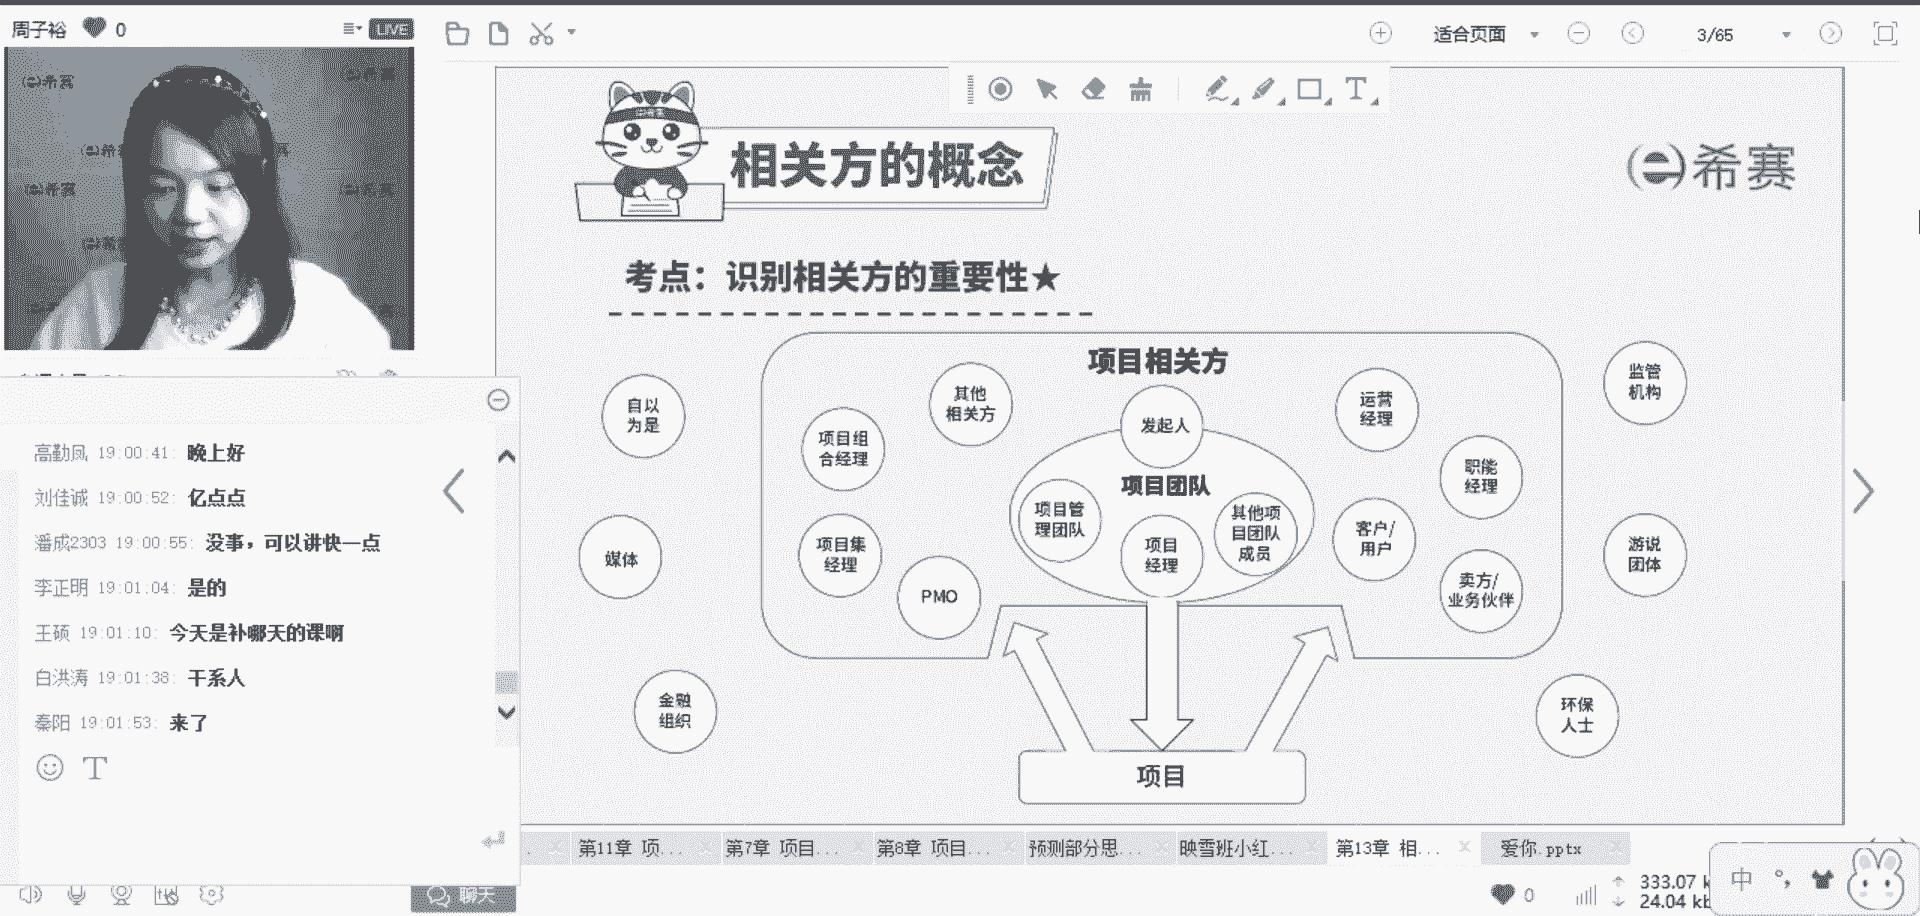 周子裕 0
LIVE
适合页面
3/65
希赛
希赛
希赛
希赛
相关方的概念
希赛
考点：识别相关方的重要性★
项目相关方
自以
为是
媒体
金融
组织
其他
相关方
项目组
合经理
项目集
经理
PMO
发起人
项目团队
项目管
理团队
项目
经理
其他项
目团队
成员
运营
经理
职能
经理
客户/
用户
卖方/
业务伙伴
监管
机构
游说
团体
环保
人士
项目
高勤凤 19:00:41: 晚上好
刘佳诚 19:00:52: 亿点点
潘成2303 19:00:55: 没事，可以讲快一点
李正明 19:01:04: 是的
王硕 19:01:10: 今天是补哪天的课啊
白洪涛 19:01:38: 干系人
秦阳 19:01:53: 来了
T
聊天
第11章 项...
第7章 项目...
第8章 项目...
预测部分思...
映雪班小红...
第13章 相...
爱你.pptx
0
333.07 k
24.04 kb
中